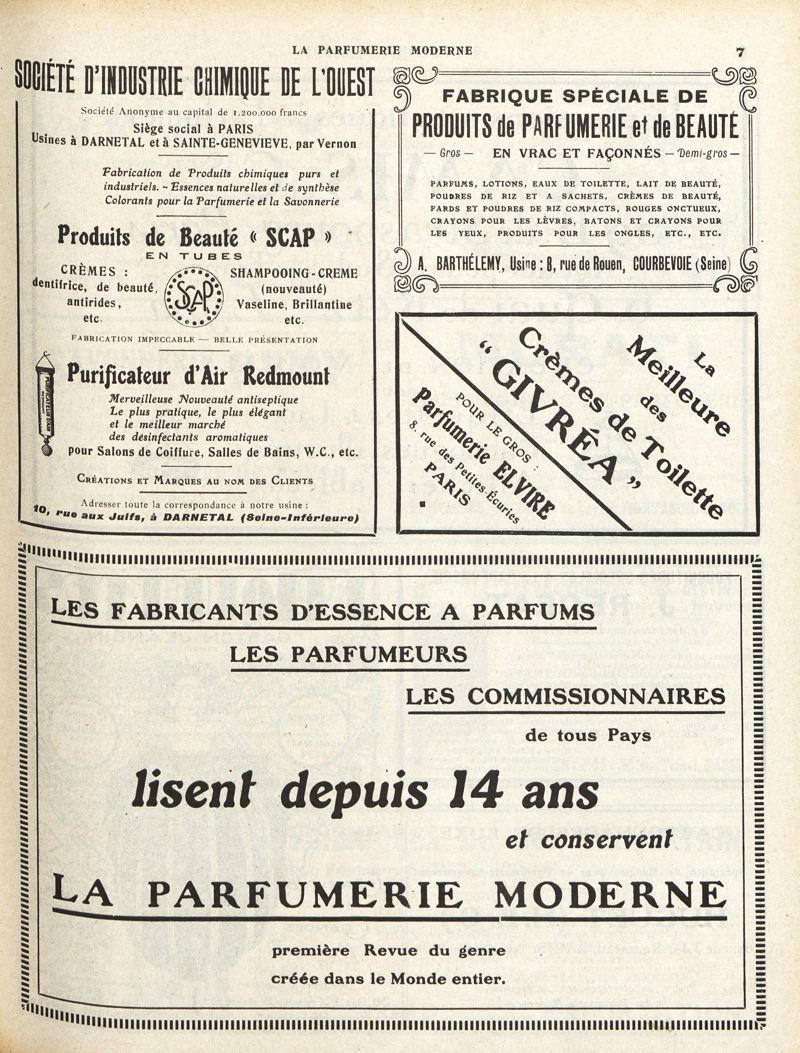 LA PARFUMERIE MODERNE
7
SOCIÉTÉ D'INDUSTRIE CHIMIQUE DE L'OUEST
Société Anonyme au capital de 1.200.000 francs
Siège social à PARIS
Usines à DARNETAL et à SAINTE-GENEVIEVE, par Vernon
Fabrication de Produits chimiques purs et
industriels. - Essences naturelles et de synthèse
Colorants pour la Parfumerie et la Savonnerie
Produits de Beauté « SCAP »
EN TUBES
CRÈMES :
dentifrice, de beauté,
antirides,
etc.
SCAP
SHAMPOOING-CREME
(nouveauté)
Vaseline, Brillantine
etc.
FABRICATION IMPECCABLE — BELLE PRÉSENTATION
Purificateur d'Air Redmount
Merveilleuse Nouveauté antiseptique
Le plus pratique, le plus élégant
et le meilleur marché
des désinfectants aromatiques
pour Salons de Coiffure, Salles de Bains, W.C., etc.
CRÉATIONS ET MARQUES AU NOM DES CLIENTS
Adresser toute la correspondance à notre usine :
10, rue aux Juifs, à DARNETAL (Seine-Inférieure)
FABRIQUE SPÉCIALE DE
PRODUITS de PARFUMERIE et de BEAUTÉ
— Gros — EN VRAC ET FAÇONNÉS — Demi-gros —
PARFUMS, LOTIONS, EAUX DE TOILETTE, LAIT DE BEAUTÉ,
POUDRES DE RIZ ET A SACHETS, CRÈMES DE BEAUTÉ,
FARDS ET POUDRES DE RIZ COMPACTS, ROUGES ONCTUEUX,
CRAYONS POUR LES LÈVRES, BATONS ET CRAYONS POUR
LES YEUX, PRODUITS POUR LES ONGLES, ETC., ETC.
A. BARTHÉLEMY, Usine : 8, rue de Rouen, COURBEVOIE (Seine)
La
Meilleure
des
Crèmes de Toilette
" GIVRÉA "
POUR LE GROS :
Parfumerie ELVIRE
8, rue des Petites-Écuries
PARIS
LES FABRICANTS D'ESSENCE A PARFUMS
LES PARFUMEURS
LES COMMISSIONNAIRES
de tous Pays
lisent depuis 14 ans
et conservent
LA PARFUMERIE MODERNE
première Revue du genre
créée dans le Monde entier.